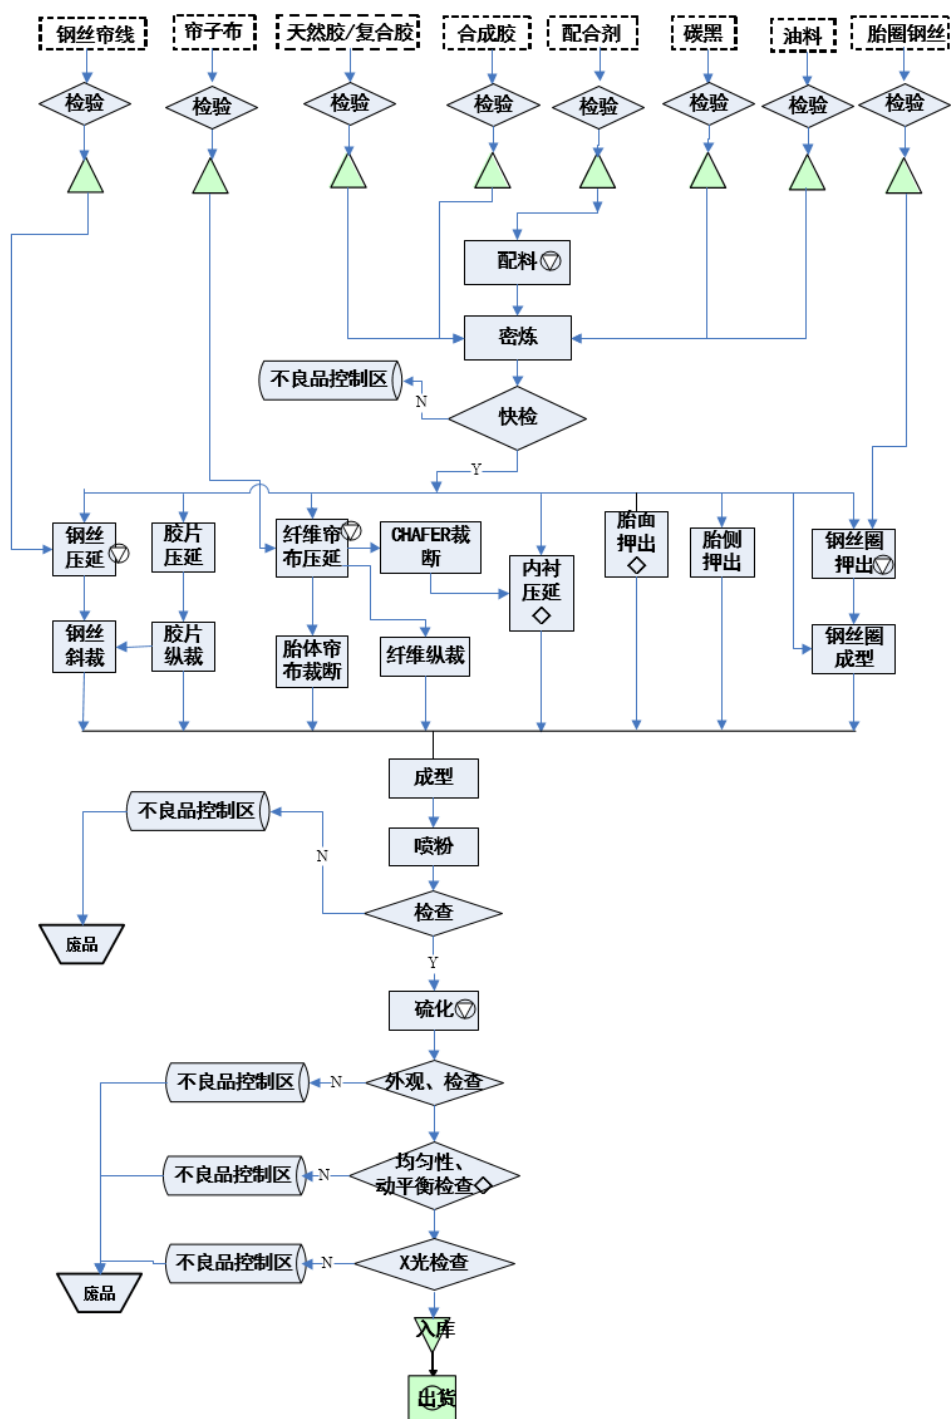 钢丝帘线
帘子布
天然胶/复合胶
合成胶
配合剂
碳黑
油料
胎圈钢丝
检验
检验
检验
检验
检验
检验
检验
检验
配料
密炼
不良品控制区
N
快检
Y
钢丝
压延
胶片
压延
纤维帘
布压延
CHAFER裁
断
内衬
压延
胎面
押出
胎侧
押出
钢丝圈
押出
钢丝
斜裁
胶片
纵裁
胎体帘
布裁断
纤维纵裁
钢丝圈
成型
成型
不良品控制区
喷粉
N
检查
废品
Y
硫化
不良品控制区
N
外观、检查
不良品控制区
N
均匀性、
动平衡检查
不良品控制区
N
X光检查
废品
入库
出货